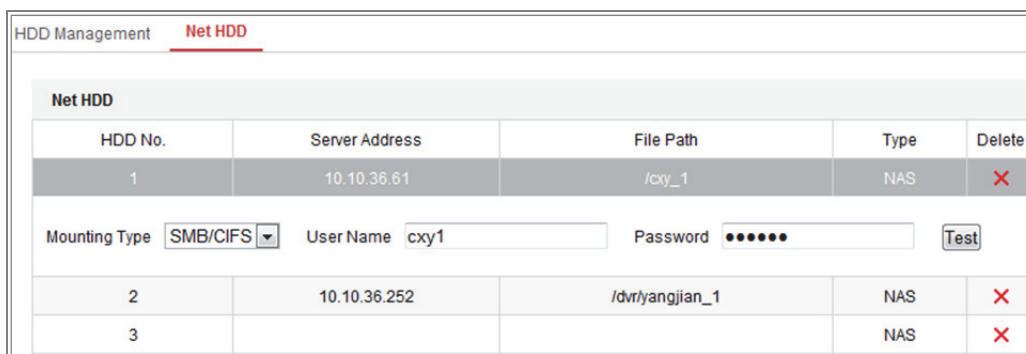 HDD Management Net HDD
Net HDD
HDD No. Server Address File Path Type Delete
1 10.10.36.61 /cxy_1 NAS
Mounting Type SMB/CIFS User Name cxy1 Password ●●●●●● Test
2 10.10.36.252 /dvr/yangjian_1 NAS
3 NAS